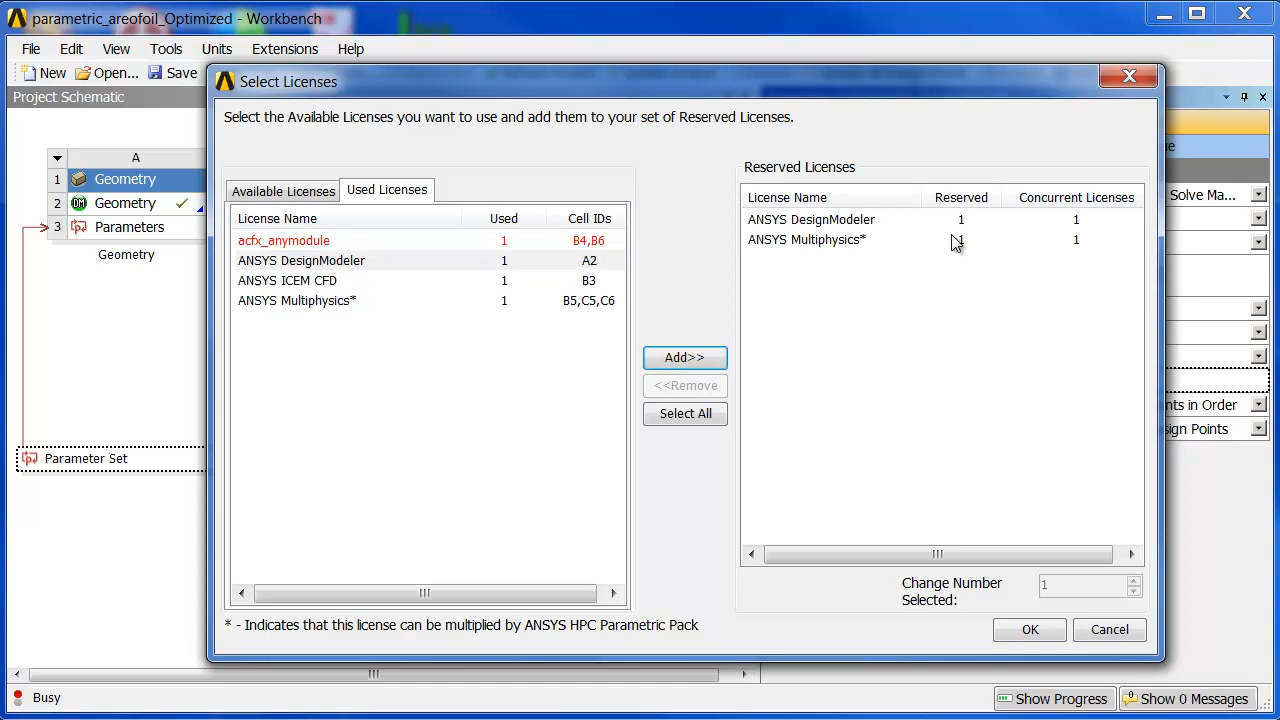 parametric_areofoil_Optimized - Workbench
File Edit View Tools Units Extensions Help
New Open... Save
Project Schematic
A
1 Geometry
2 Geometry
3 Parameters
Geometry
Parameter Set
Select Licenses
Select the Available Licenses you want to use and add them to your set of Reserved Licenses.
Available Licenses Used Licenses
License Name Used Cell IDs
acfx_anymodule 1 B4,B6
ANSYS DesignModeler 1 A2
ANSYS ICEM CFD 1 B3
ANSYS Multiphysics* 1 B5,C5,C6
Add>>
<<Remove
Select All
Reserved Licenses
License Name Reserved Concurrent Licenses
ANSYS DesignModeler 1 1
ANSYS Multiphysics* 1 1
Change Number
Selected:
1
* - Indicates that this license can be multiplied by ANSYS HPC Parametric Pack
OK Cancel
Solve Ma...
nts in Order
sign Points
Busy
Show Progress Show 0 Messages